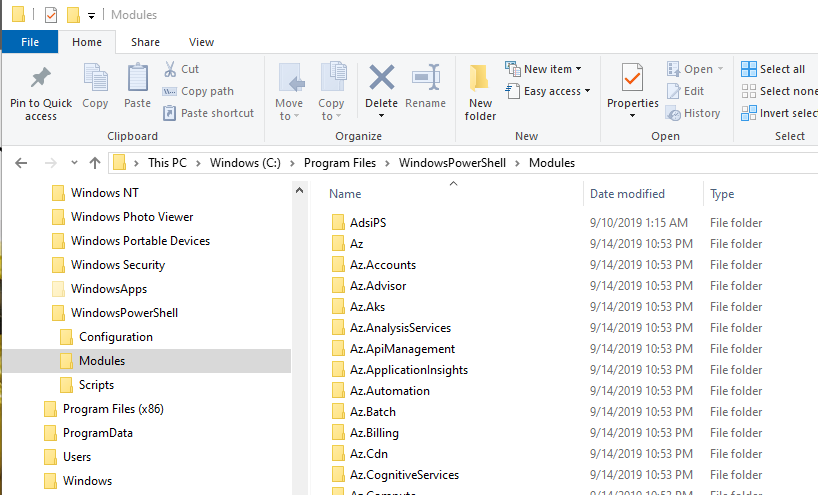 Modules
File Home Share View
Pin to Quick access
Copy
Paste
Cut
Copy path
Paste shortcut
Clipboard
Move to
Copy to
Delete
Rename
Organize
New folder
New item
Easy access
New
Properties
Open
Edit
History
Open
Select all
Select none
Invert select
Select
This PC > Windows (C:) > Program Files > WindowsPowerShell > Modules
Windows NT
Windows Photo Viewer
Windows Portable Devices
Windows Security
WindowsApps
WindowsPowerShell
Configuration
Modules
Scripts
Program Files (x86)
ProgramData
Users
Windows
Name Date modified Type
AdsiPS 9/10/2019 1:15 AM File folder
Az 9/14/2019 10:53 PM File folder
Az.Accounts 9/14/2019 10:53 PM File folder
Az.Advisor 9/14/2019 10:53 PM File folder
Az.Aks 9/14/2019 10:53 PM File folder
Az.AnalysisServices 9/14/2019 10:53 PM File folder
Az.ApiManagement 9/14/2019 10:53 PM File folder
Az.ApplicationInsights 9/14/2019 10:53 PM File folder
Az.Automation 9/14/2019 10:53 PM File folder
Az.Batch 9/14/2019 10:53 PM File folder
Az.Billing 9/14/2019 10:53 PM File folder
Az.Cdn 9/14/2019 10:53 PM File folder
Az.CognitiveServices 9/14/2019 10:53 PM File folder